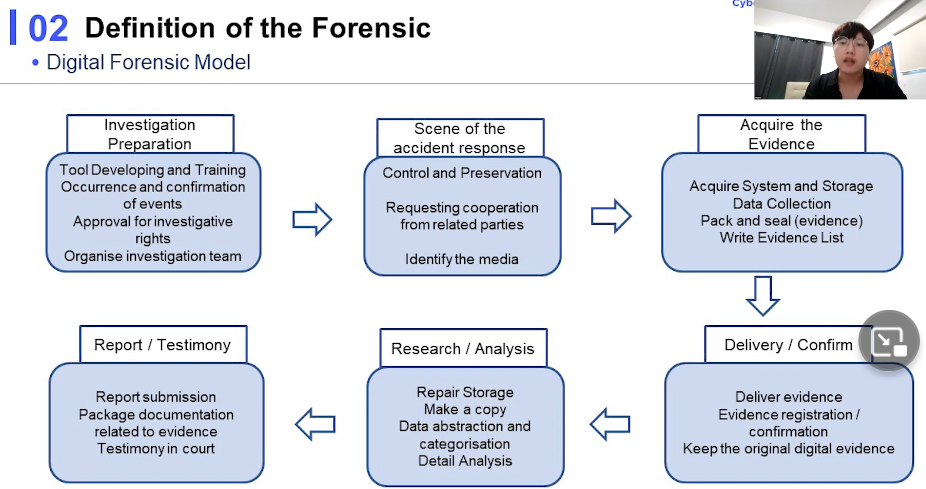 02 Definition of the Forensic
• Digital Forensic Model
Investigation
Preparation
Tool Developing and Training
Occurrence and confirmation
of events
Approval for investigative
rights
Organise investigation team
Scene of the
accident response
Control and Preservation
Requesting cooperation
from related parties
Identify the media
Acquire the
Evidence
Acquire System and Storage
Data Collection
Pack and seal (evidence)
Write Evidence List
Delivery / Confirm
Deliver evidence
Evidence registration /
confirmation
Keep the original digital evidence
Research / Analysis
Repair Storage
Make a copy
Data abstraction and
categorisation
Detail Analysis
Report / Testimony
Report submission
Package documentation
related to evidence
Testimony in court